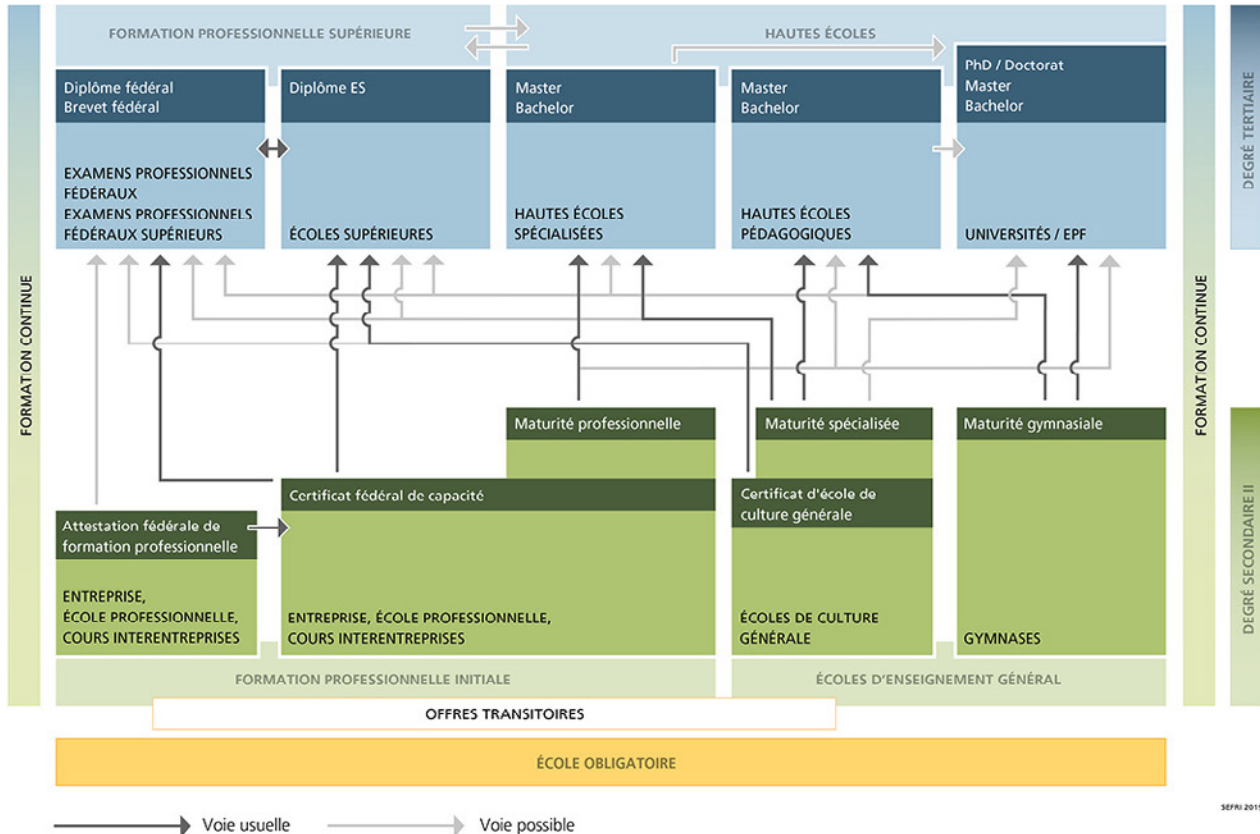 FORMATION PROFESSIONNELLE SUPÉRIEURE
HAUTES ÉCOLES
Diplôme fédéral
Brevet fédéral
Diplôme ES
Master
Bachelor
Master
Bachelor
PhD / Doctorat
Master
Bachelor
EXAMENS PROFESSIONNELS
FÉDÉRAUX
EXAMENS PROFESSIONNELS
FÉDÉRAUX SUPÉRIEURS
ÉCOLES SUPÉRIEURES
HAUTES ÉCOLES
SPÉCIALISÉES
HAUTES ÉCOLES
PÉDAGOGIQUES
UNIVERSITÉS / EPF
FORMATION CONTINUE
FORMATION CONTINUE
DEGRÉ TERTIAIRE
DEGRÉ SECONDAIRE II
Maturité professionnelle
Maturité spécialisée
Maturité gymnasiale
Certificat fédéral de capacité
Certificat d'école de
culture générale
Attestation fédérale de
formation professionnelle
ENTREPRISE,
ÉCOLE PROFESSIONNELLE,
COURS INTERENTREPRISES
ENTREPRISE, ÉCOLE PROFESSIONNELLE,
COURS INTERENTREPRISES
ÉCOLES DE CULTURE
GÉNÉRALE
GYMNASES
FORMATION PROFESSIONNELLE INITIALE
ÉCOLES D'ENSEIGNEMENT GÉNÉRAL
OFFRES TRANSITOIRES
ÉCOLE OBLIGATOIRE
Voie usuelle
Voie possible
SEFRI 2019